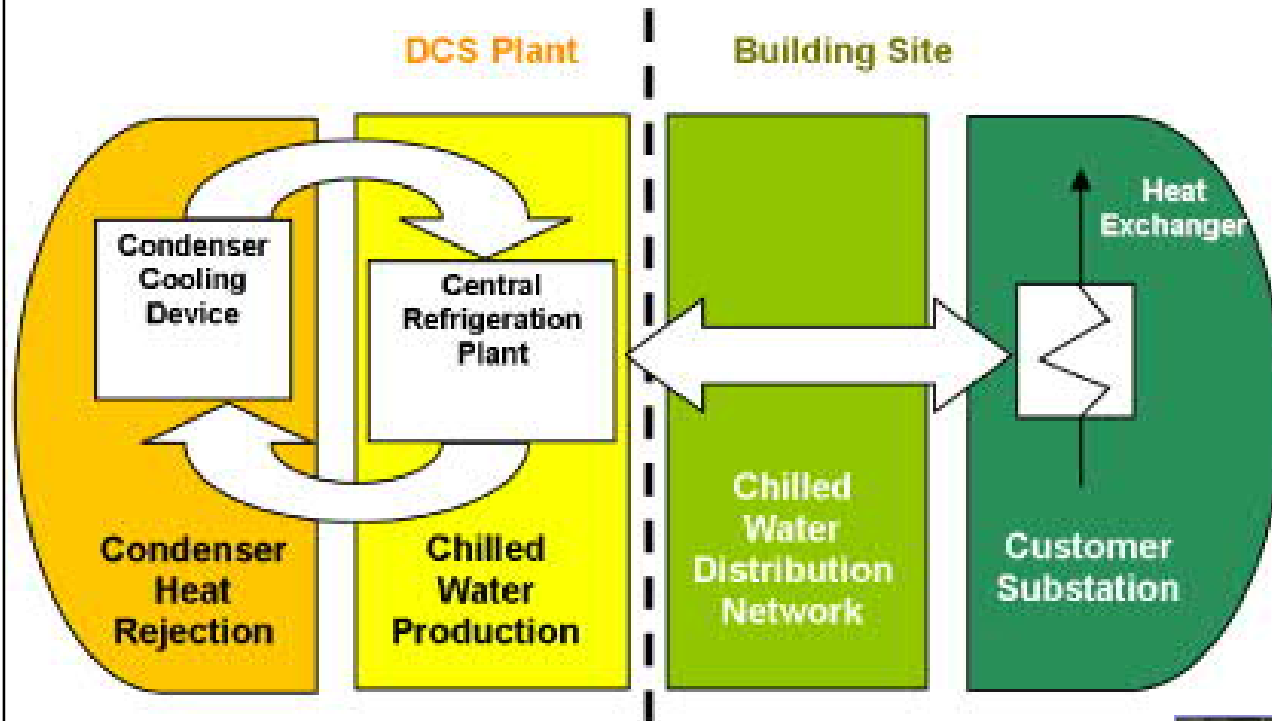 DCS Plant
Building Site
Condenser
Cooling
Device
Central
Refrigeration
Plant
Heat
Exchanger
Condenser
Heat
Rejection
Chilled
Water
Production
Chilled
Water
Distribution
Network
Customer
Substation